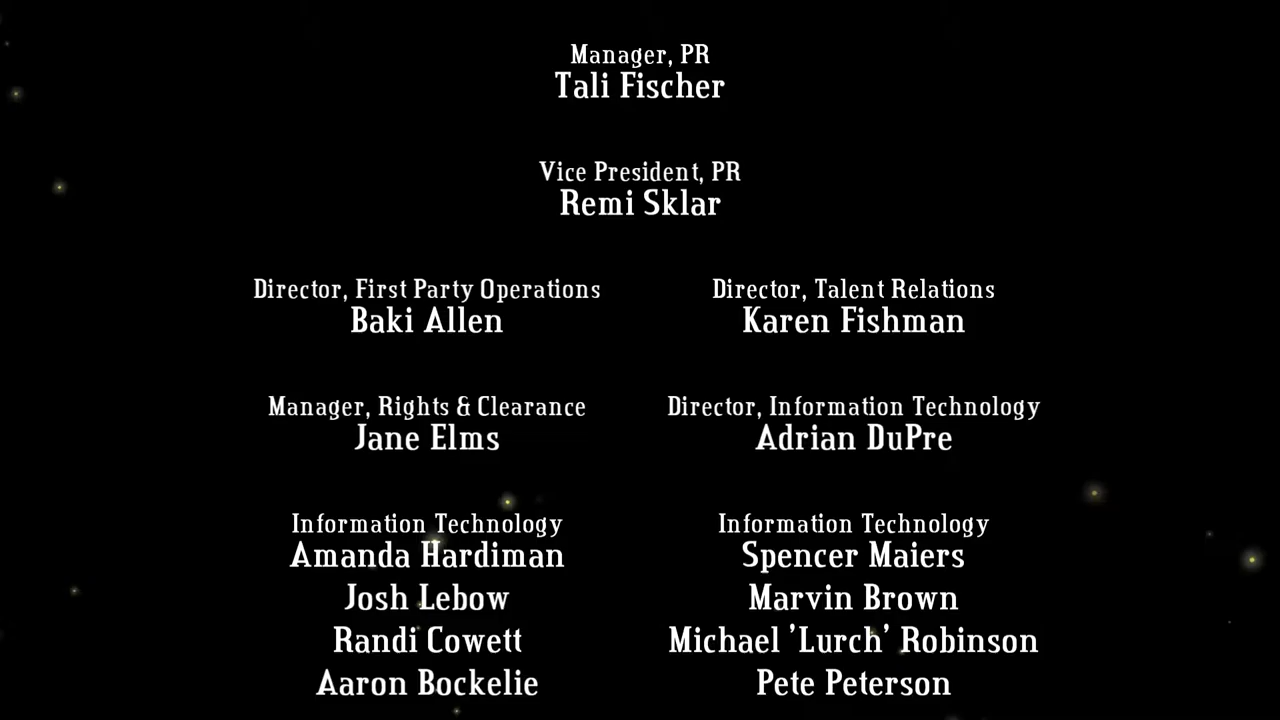 Manager, PR
Tali Fischer
Vice President, PR
Remi Sklar
Director, First Party Operations
Baki Allen
Director, Talent Relations
Karen Fishman
Manager, Rights & Clearance
Jane Elms
Director, Information Technology
Adrian DuPre
Information Technology
Amanda Hardiman
Josh Lebow
Randi Cowett
Aaron Bockelie
Information Technology
Spencer Maiers
Marvin Brown
Michael 'Lurch' Robinson
Pete Peterson